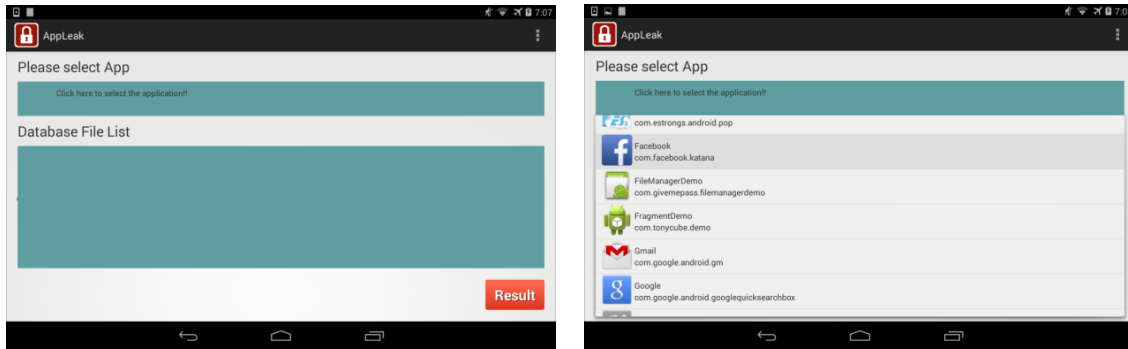 7:07
AppLeak
Please select App
Click here to select the application!!
Database File List
Result
7:0
AppLeak
Please select App
Click here to select the application!!
com.estrongs.android.pop
Facebook
com.facebook.katana
FileManagerDemo
com.givemepass.filemanagerdemo
FragmentDemo
com.tonycube.demo
Gmail
com.google.android.gm
Google
com.google.android.googlequicksearchbox